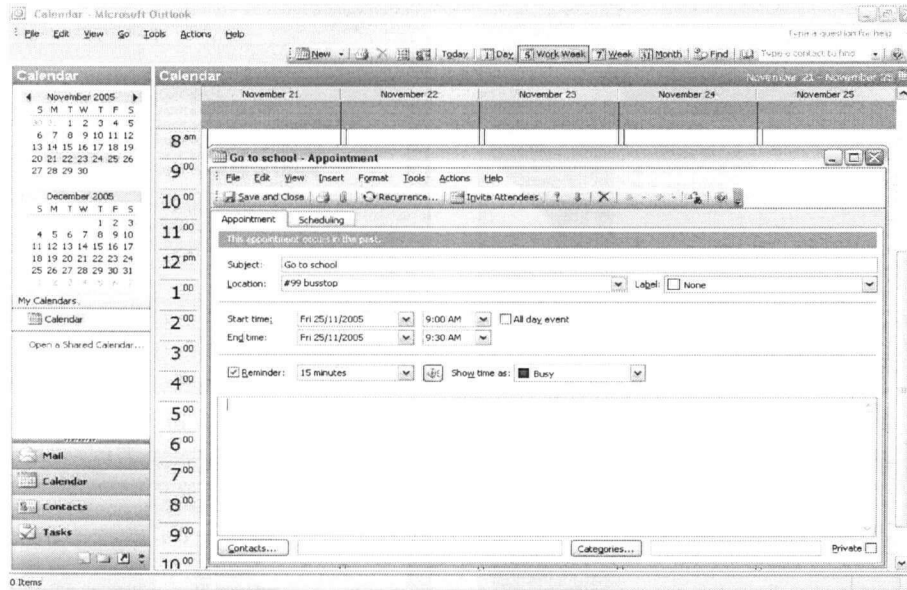 Calendar - Microsoft Outlook
File Edit View Go Tools Actions Help
Type a question for help
New Today 1 Day 5 Work Week 7 Week 31 Month Find Type a contact to find
Calendar
Calendar
November 21 - November 25
November 2005
S M T W T F S
30 31 1 2 3 4 5
6 7 8 9 10 11 12
13 14 15 16 17 18 19
20 21 22 23 24 25 26
27 28 29 30
December 2005
S M T W T F S
1 2 3
4 5 6 7 8 9 10
11 12 13 14 15 16 17
18 19 20 21 22 23 24
25 26 27 28 29 30 31
My Calendars
Calendar
Open a Shared Calendar...
Mail
Calendar
Contacts
Tasks
November 21 November 22 November 23 November 24 November 25
8 am
9 00
10 00
11 00
12 pm
1 00
2 00
3 00
4 00
5 00
6 00
7 00
8 00
9 00
10 00
Go to school - Appointment
File Edit View Insert Format Tools Actions Help
Save and Close Recurrence... Invite Attendees
Appointment Scheduling
This appointment occurs in the past.
Subject: Go to school
Location: #99 busstop Label: None
Start time: Fri 25/11/2005 9:00 AM All day event
End time: Fri 25/11/2005 9:30 AM
Reminder: 15 minutes Show time as: Busy
Contacts... Categories... Private
0 Items